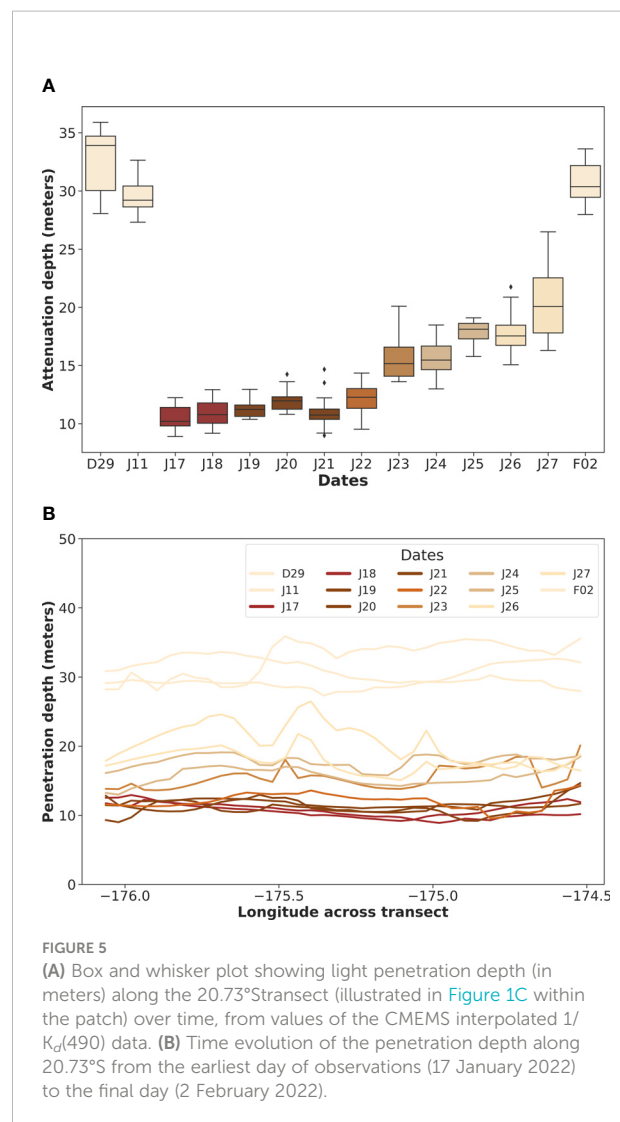 A
35
30
25
20
15
10
Attenuation depth (meters)
D29 J11 J17 J18 J19 J20 J21 J22 J23 J24 J25 J26 J27 F02
Dates
B
50
40
30
20
10
0
Penetration depth (meters)
Dates
D29 J18 J21 J24 J27
J11 J19 J22 J25 F02
J17 J20 J23 J26
−176.0 −175.5 −175.0 −174.5
Longitude across transect
FIGURE 5
(A) Box and whisker plot showing light penetration depth (in
meters) along the 20.73°Stransect (illustrated in Figure 1C within
the patch) over time, from values of the CMEMS interpolated 1/
Kd(490) data. (B) Time evolution of the penetration depth along
20.73°S from the earliest day of observations (17 January 2022)
to the final day (2 February 2022).